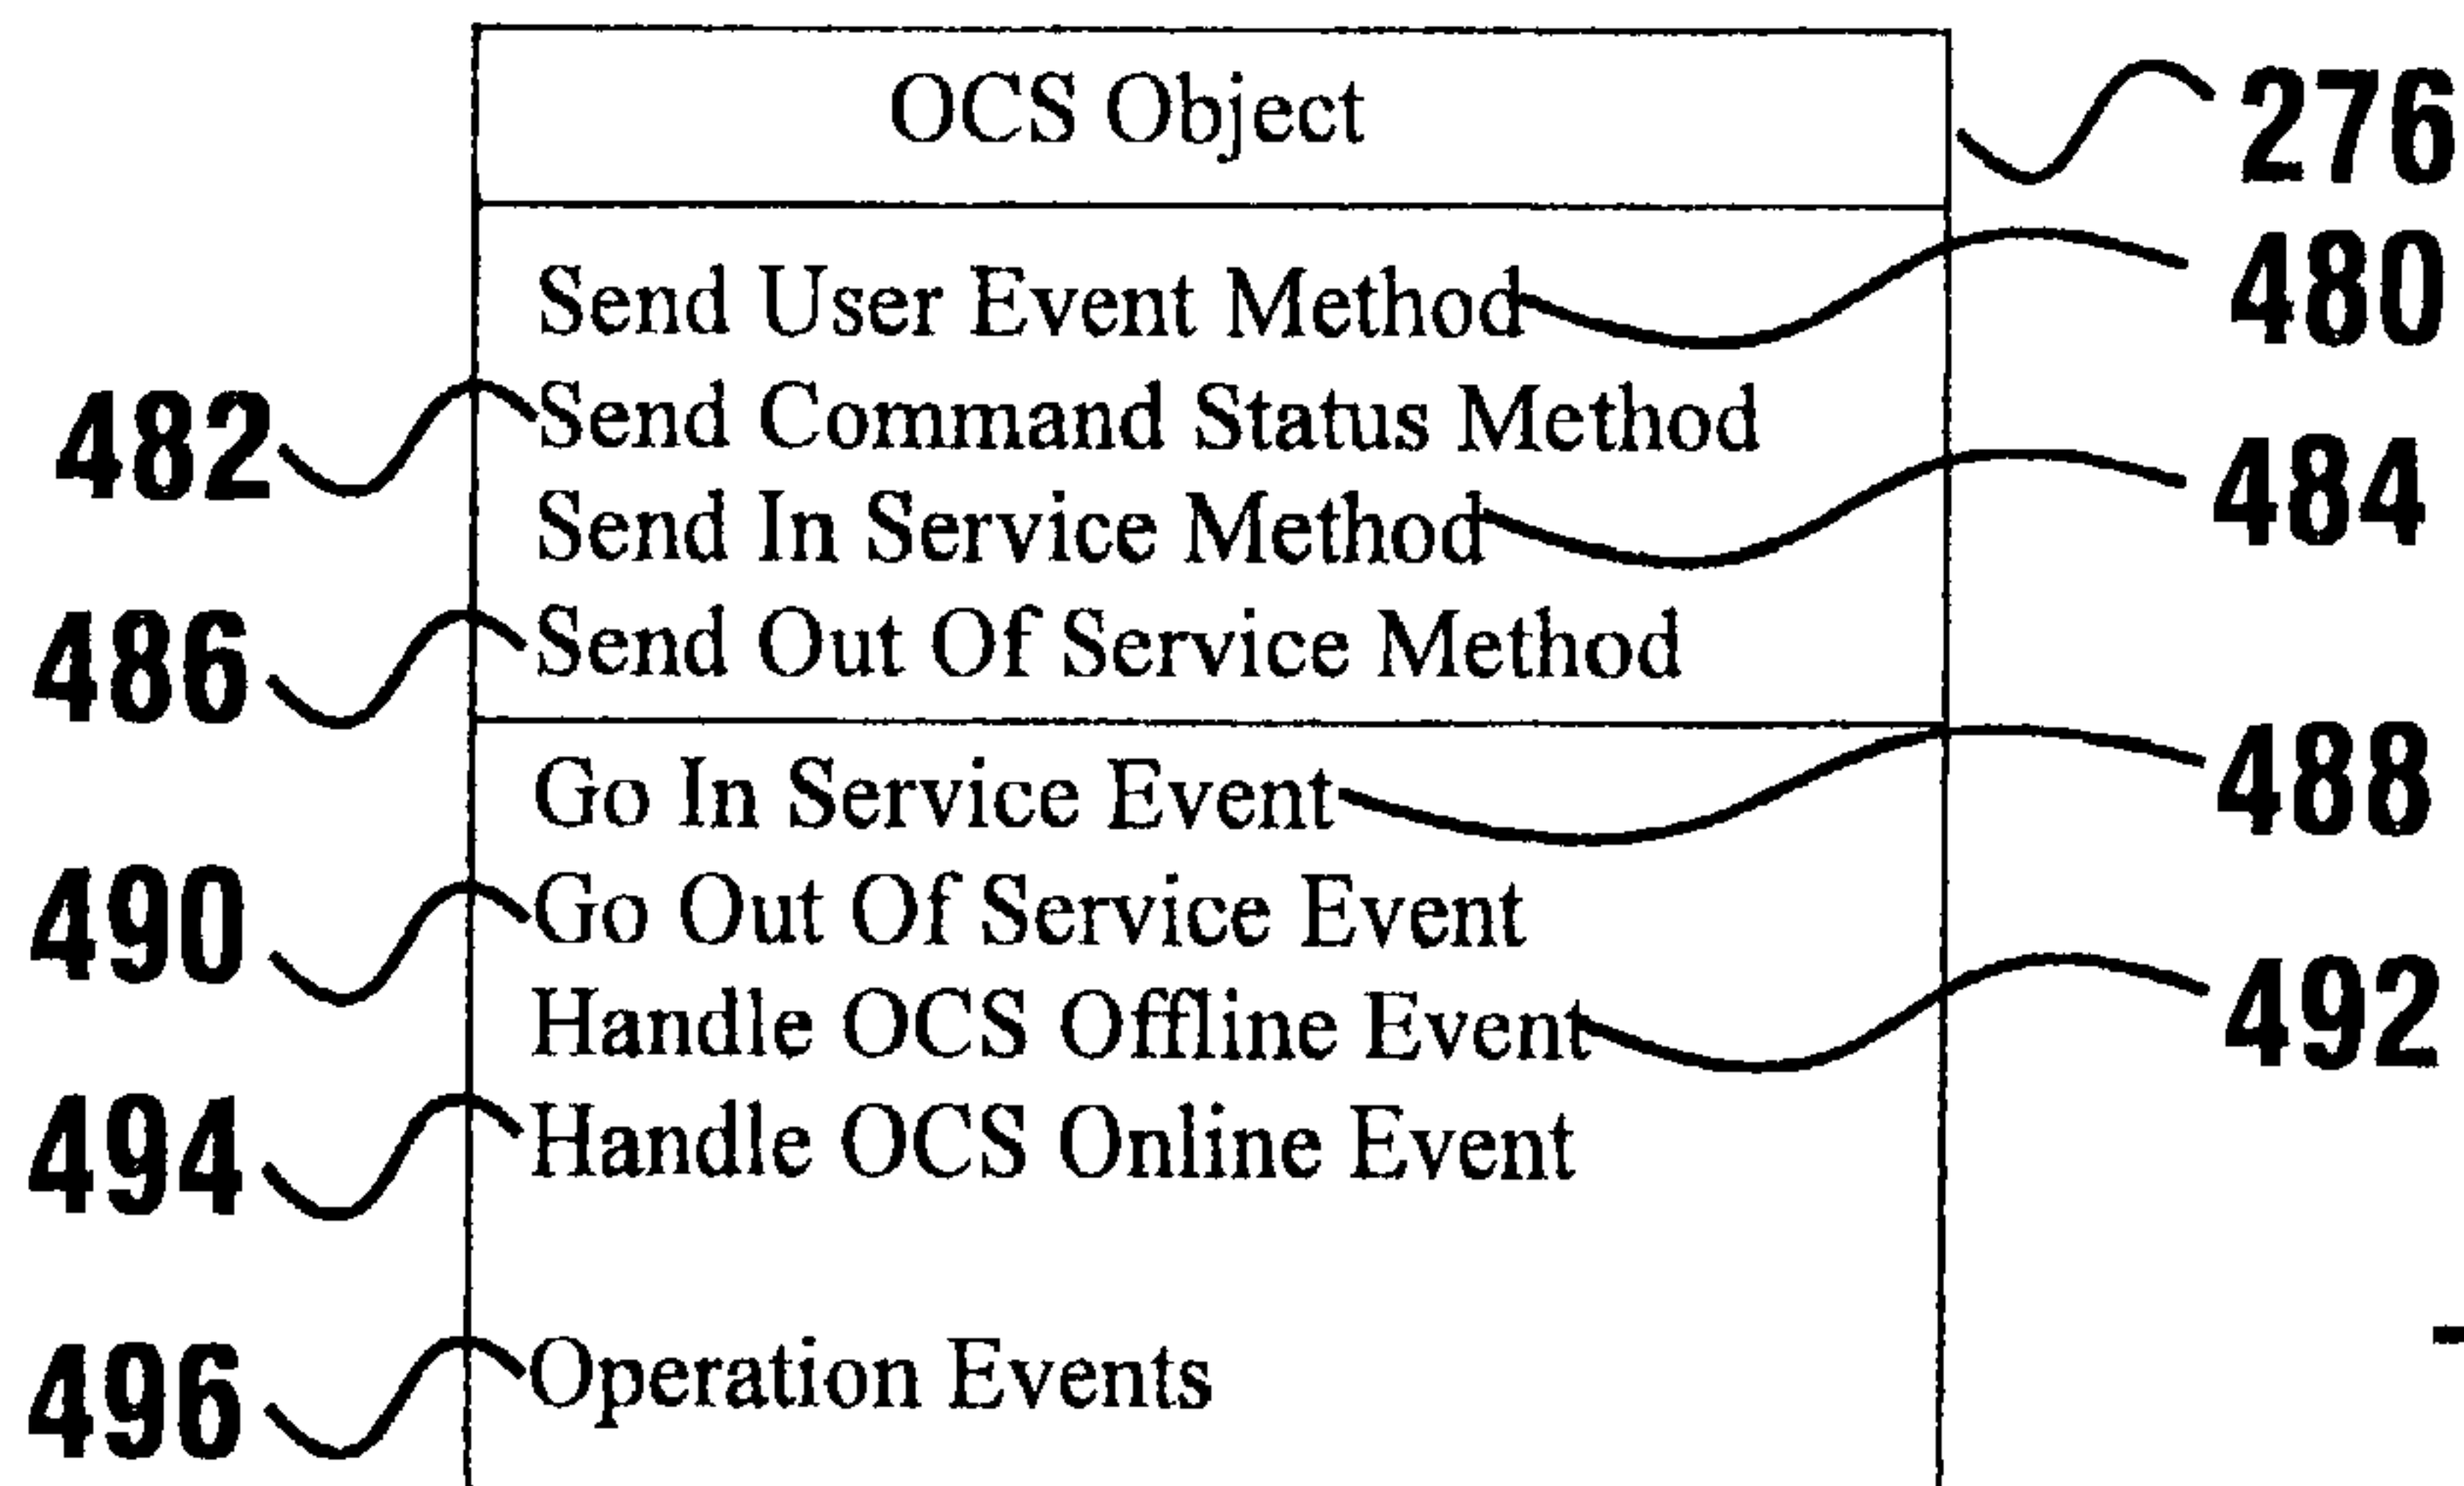 OCS Object
276
Send User Event Method
480
482
Send Command Status Method
Send In Service Method
484
486
Send Out Of Service Method
Go In Service Event
488
490
Go Out Of Service Event
Handle OCS Offline Event
492
494
Handle OCS Online Event
496
Operation Events